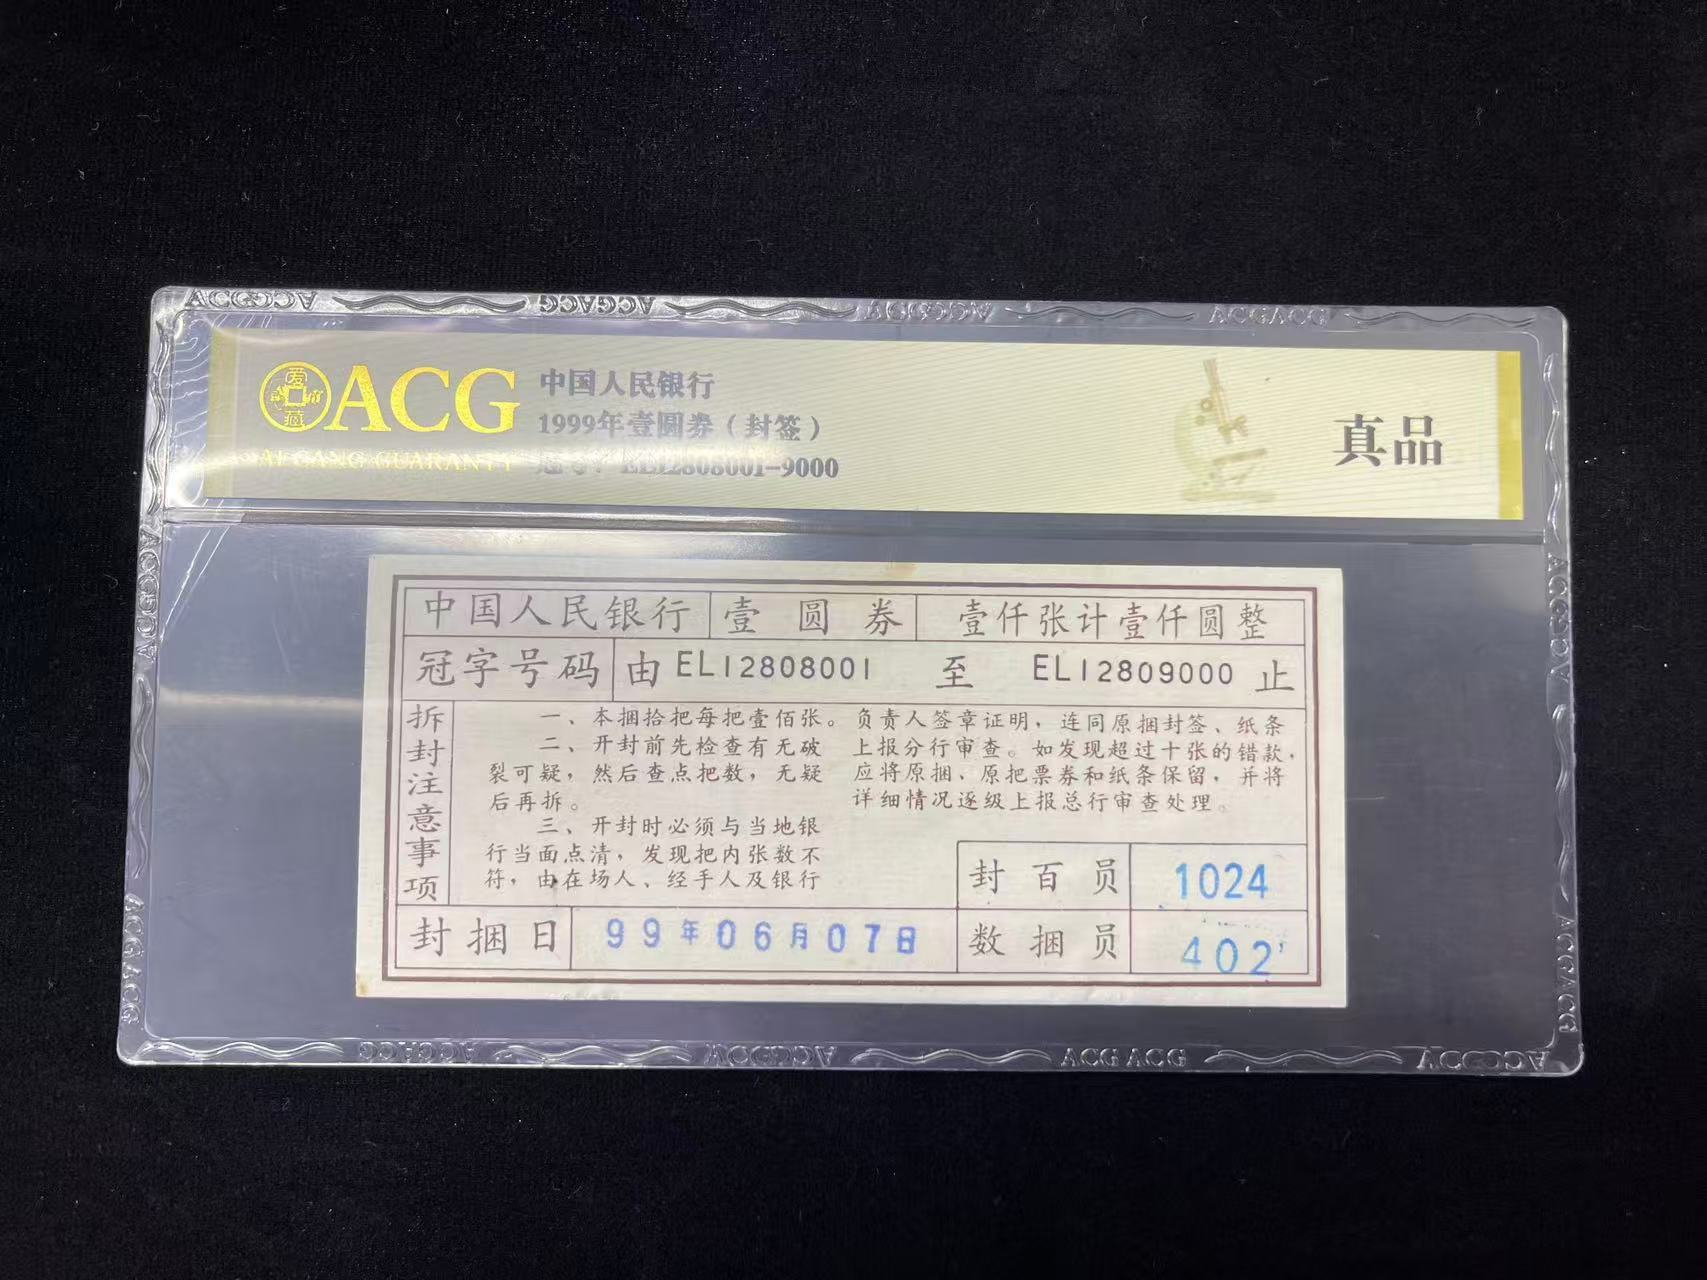 爱藏
ACG
AI CANG GUARANTY
中国人民银行
1999年壹圆券（封签）
冠号：EL12808001-9000
真品
中国人民银行 壹圆券 壹仟张计壹仟圆整
冠字号码 由 EL12808001 至 EL12809000 止
拆封注意事项
一、本捆拾把每把壹佰张。
二、开封前先检查有无破
裂可疑，然后查点把数，无疑
后再拆。
三、开封时必须与当地银
行当面点清，发现把内张数不
符，由在场人、经手人及银行
负责人签章证明，连同原捆封签、纸条
上报分行审查。如发现超过十张的错款，
应将原捆、原把票券和纸条保留，并将
详细情况逐级上报总行审查处理。
封百员 1024
封捆日 99年06月07日
数捆员 402